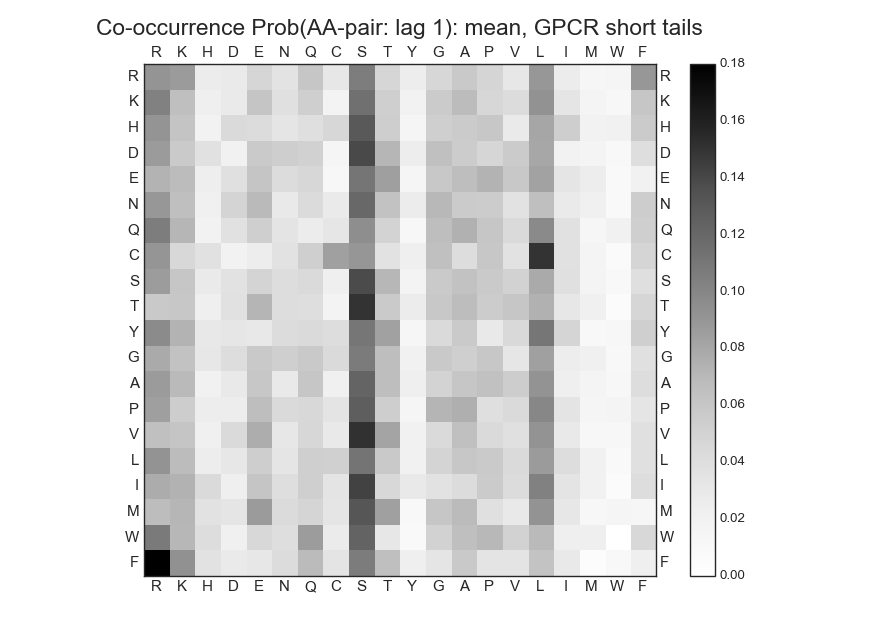 Co-occurrence Prob(AA-pair: lag 1): mean, GPCR short tails
R K H D E N Q C S T Y G A P V L I M W F
R R 0.18
K K
H H 0.16
D D
E E 0.14
N N
Q Q 0.12
C C
S S 0.10
T T
Y Y 0.08
G G
A A 0.06
P P
V V 0.04
L L
I I
M M 0.02
W W
F F 0.00
R K H D E N Q C S T Y G A P V L I M W F